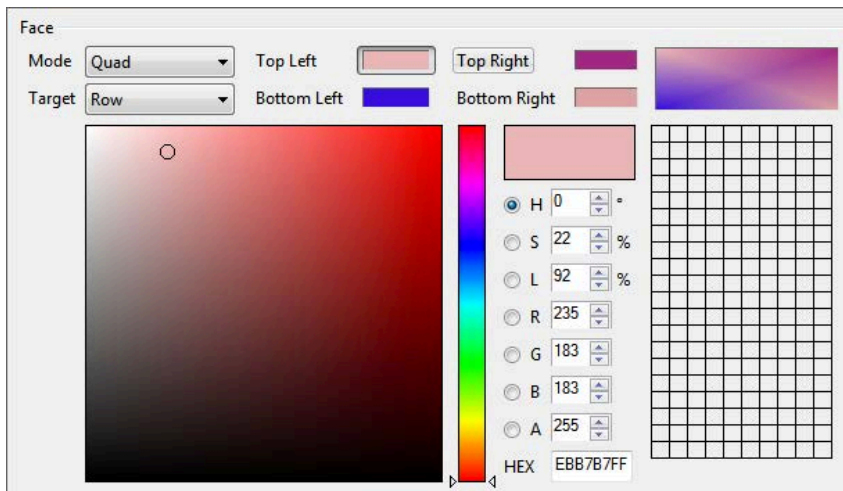 Face
Mode Quad Top Left Top Right
Target Row Bottom Left Bottom Right
H 0 °
S 22 %
L 92 %
R 235
G 183
B 183
A 255
HEX EBB7B7FF